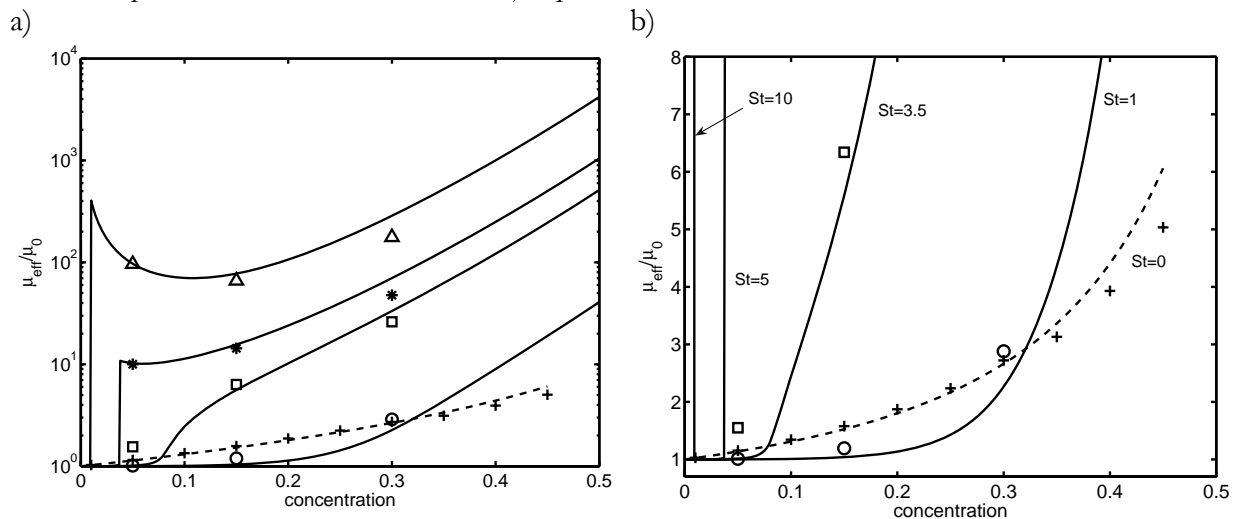 a)
b)
10^4
10^3
10^2
10^1
10^0
μ_eff/μ_0
0.1
0.2
0.3
0.4
0.5
concentration
8
7
6
5
4
3
2
1
μ_eff/μ_0
St=10
St=3.5
St=1
St=5
St=0
0
0.1
0.2
0.3
0.4
0.5
concentration